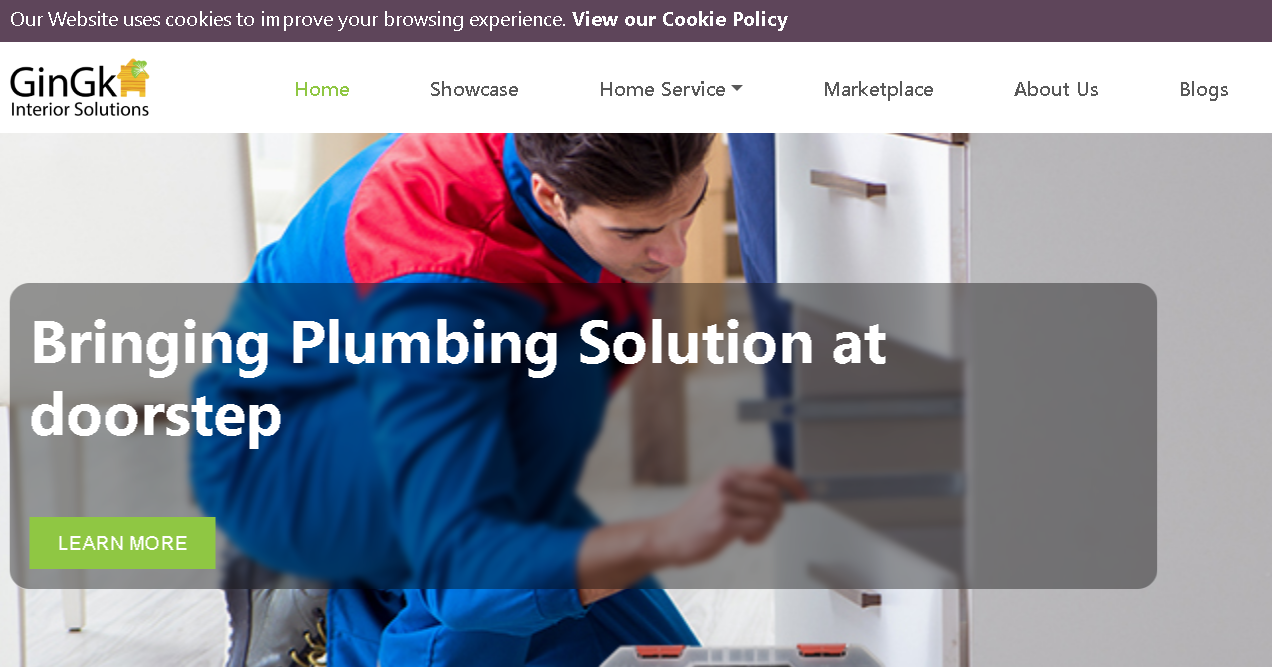 Our Website uses cookies to improve your browsing experience. View our Cookie Policy
GinGk
Interior Solutions
Home
Showcase
Home Service
Marketplace
About Us
Blogs
Bringing Plumbing Solution at
doorstep
LEARN MORE